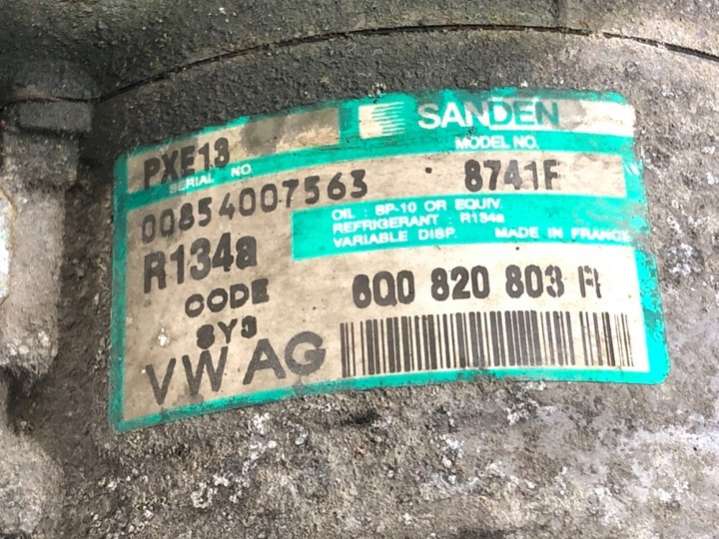 SANDEN
PXE13
SERIAL NO.
MODEL NO.
00854007563
8741F
R134a
OIL : SP-10 OR EQUIV.
REFRIGERANT : R134a
VARIABLE DISP. MADE IN FRANCE
CODE
6Q0 820 803 R
8Y3
VW AG